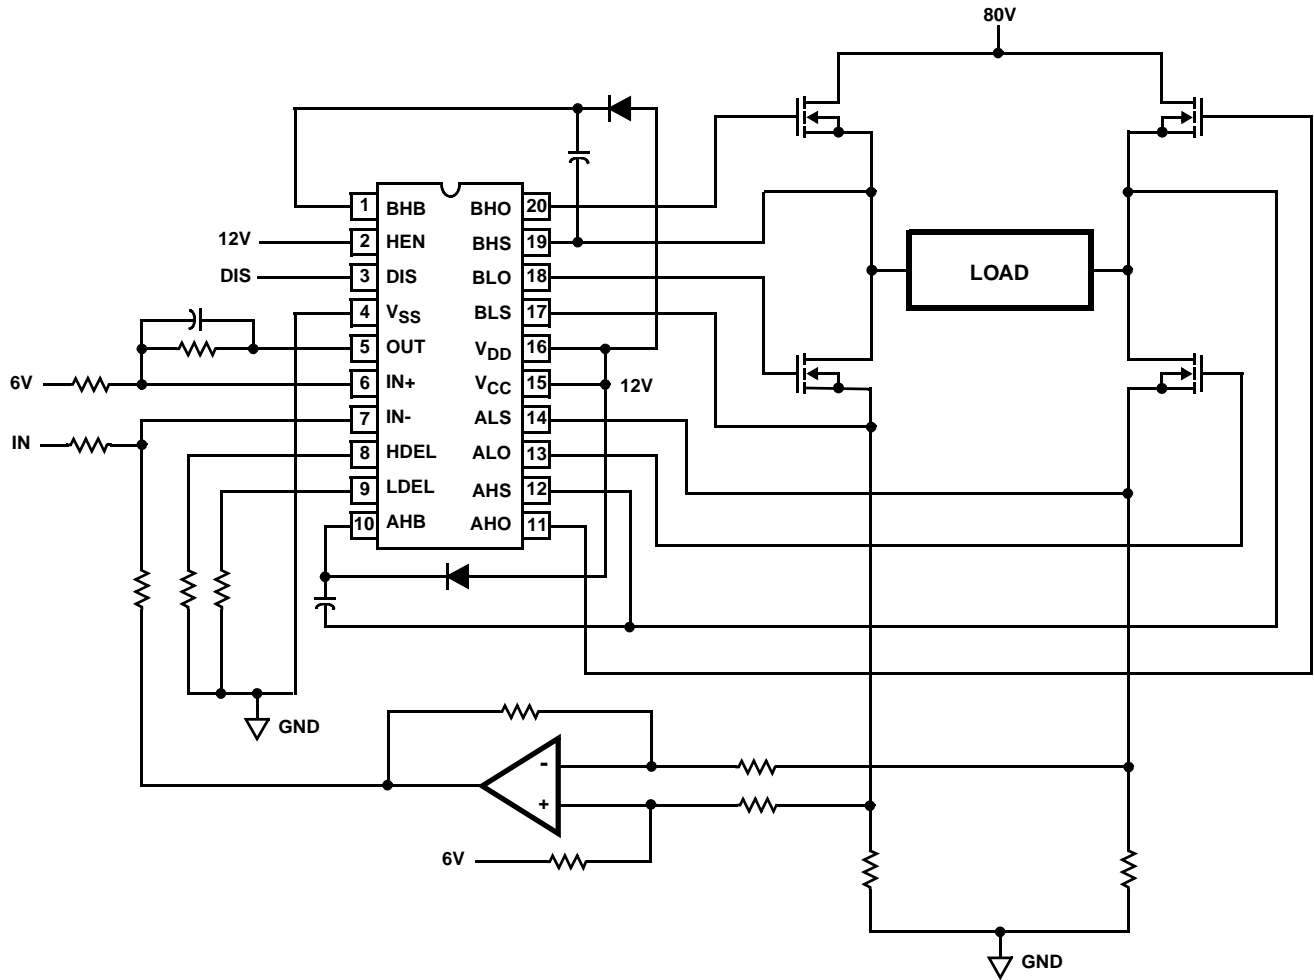 80V
1 BHB BHO 20
12V 2 HEN BHS 19
DIS 3 DIS BLO 18
LOAD
4 VSS BLS 17
5 OUT VDD 16
6V 6 IN+ VCC 15 12V
IN 7 IN- ALS 14
8 HDEL ALO 13
9 LDEL AHS 12
10 AHB AHO 11
GND
-
+
6V
GND